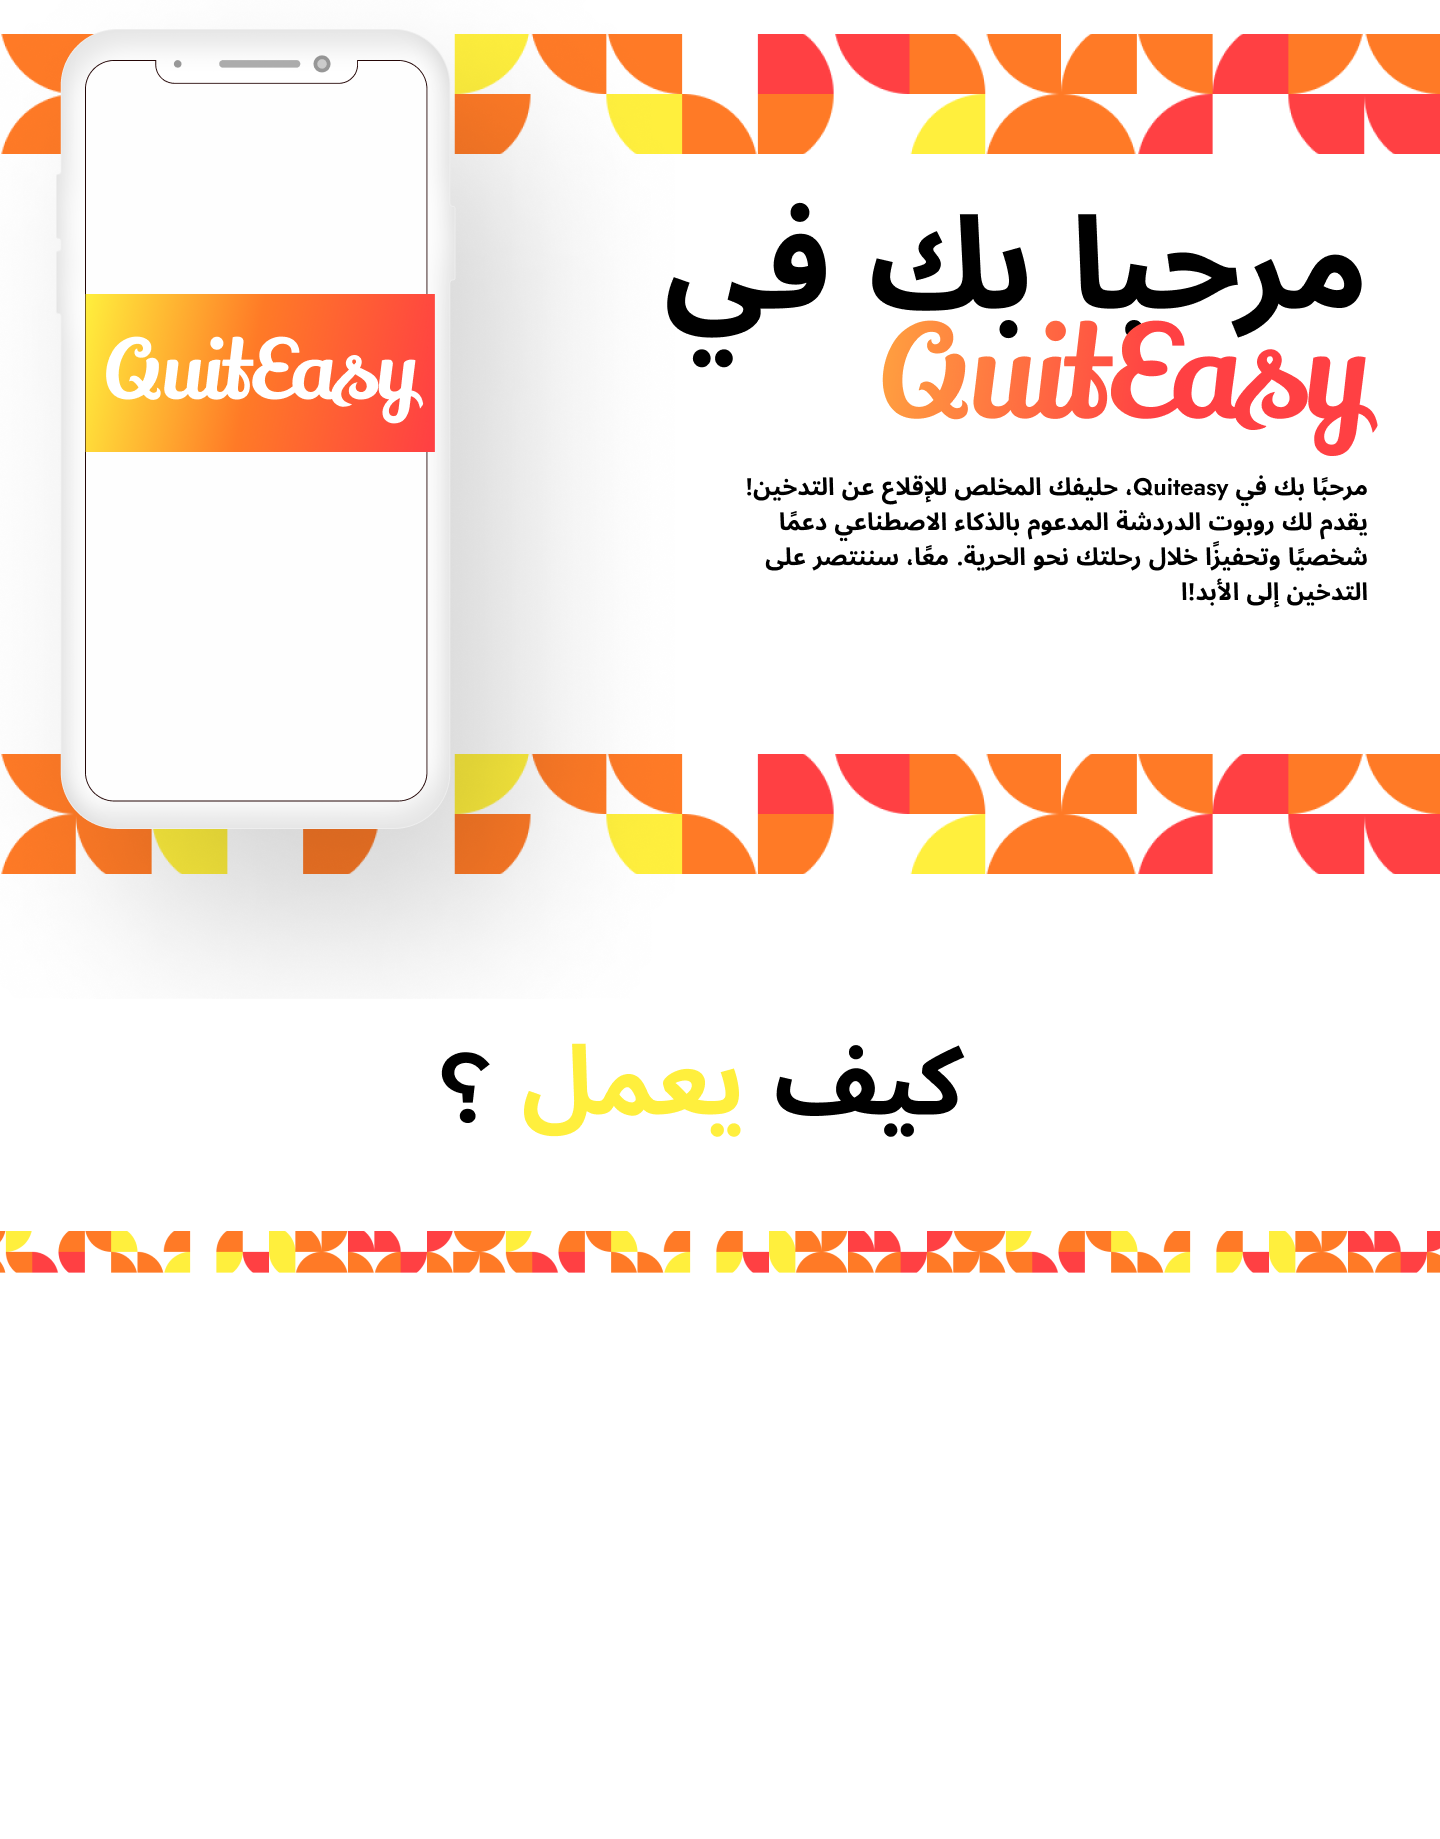 مرحبا بك في
QuitEasy
QuitEasy
مرحبًا بك في Quiteasy، حليفك المخلص للإقلاع عن التدخين!
يقدم لك روبوت الدردشة المدعوم بالذكاء الاصطناعي دعمًا
شخصيًا وتحفيزًا خلال رحلتك نحو الحرية. معًا، سننتصر على
التدخين إلى الأبد!ا
كيف يعمل ؟